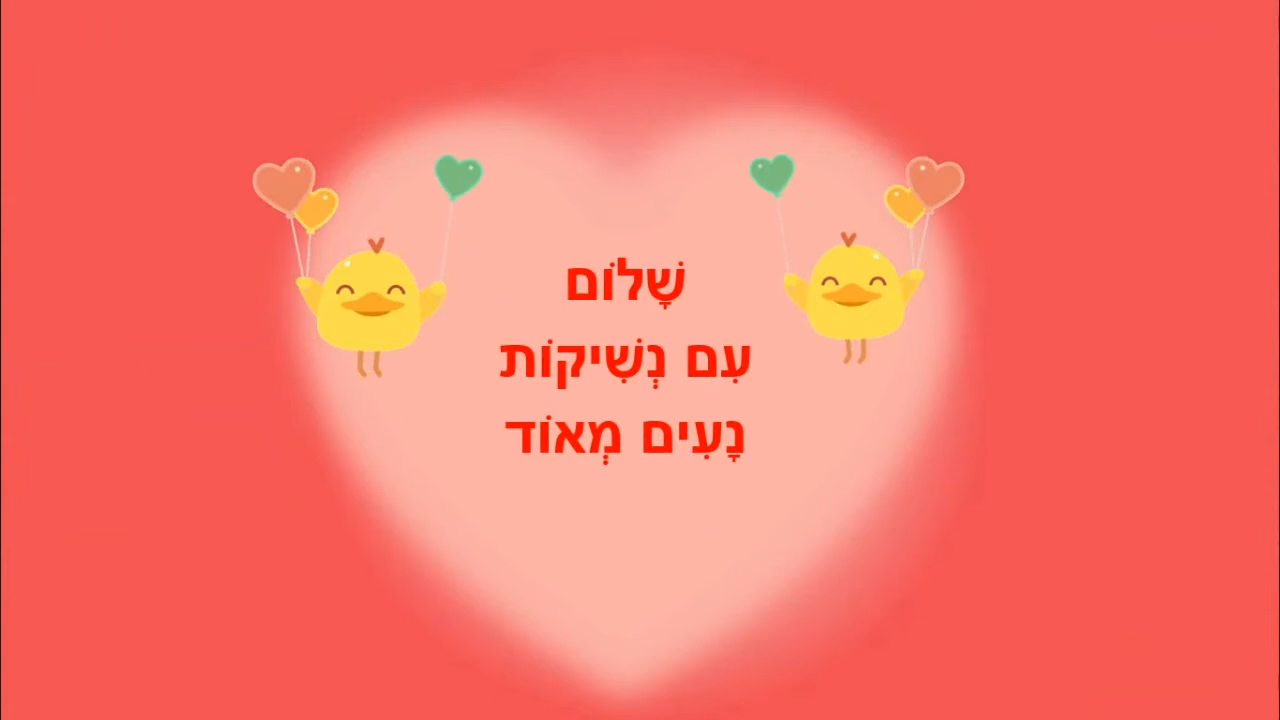 שָׁלוֹם
עִם נְשִׁיקוֹת
נָעִים מְאוֹד